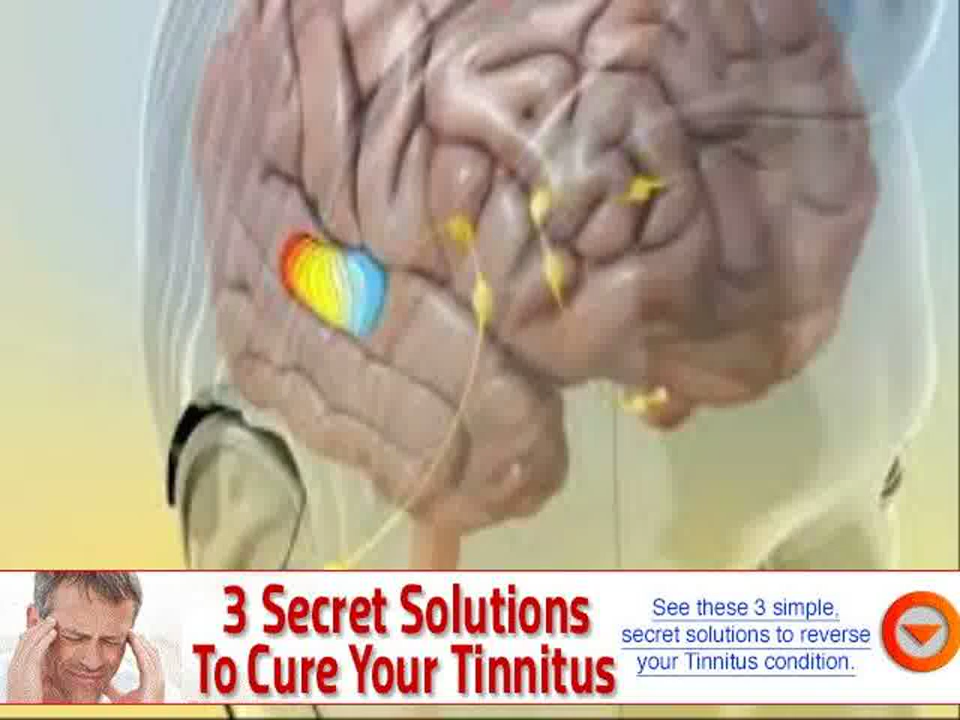 3 Secret Solutions
To Cure Your Tinnitus
See these 3 simple,
secret solutions to reverse
your Tinnitus condition.